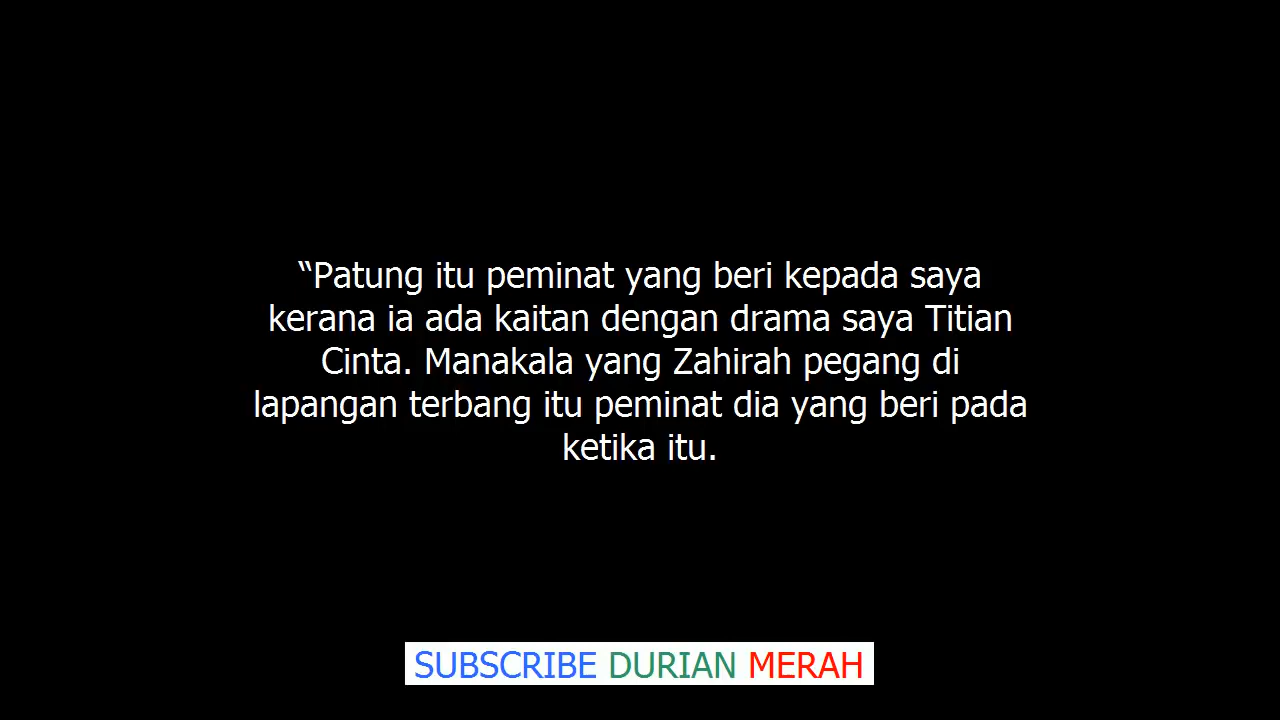 “Patung itu peminat yang beri kepada saya
kerana ia ada kaitan dengan drama saya Titian
Cinta. Manakala yang Zahirah pegang di
lapangan terbang itu peminat dia yang beri pada
ketika itu.
SUBSCRIBE DURIAN MERAH